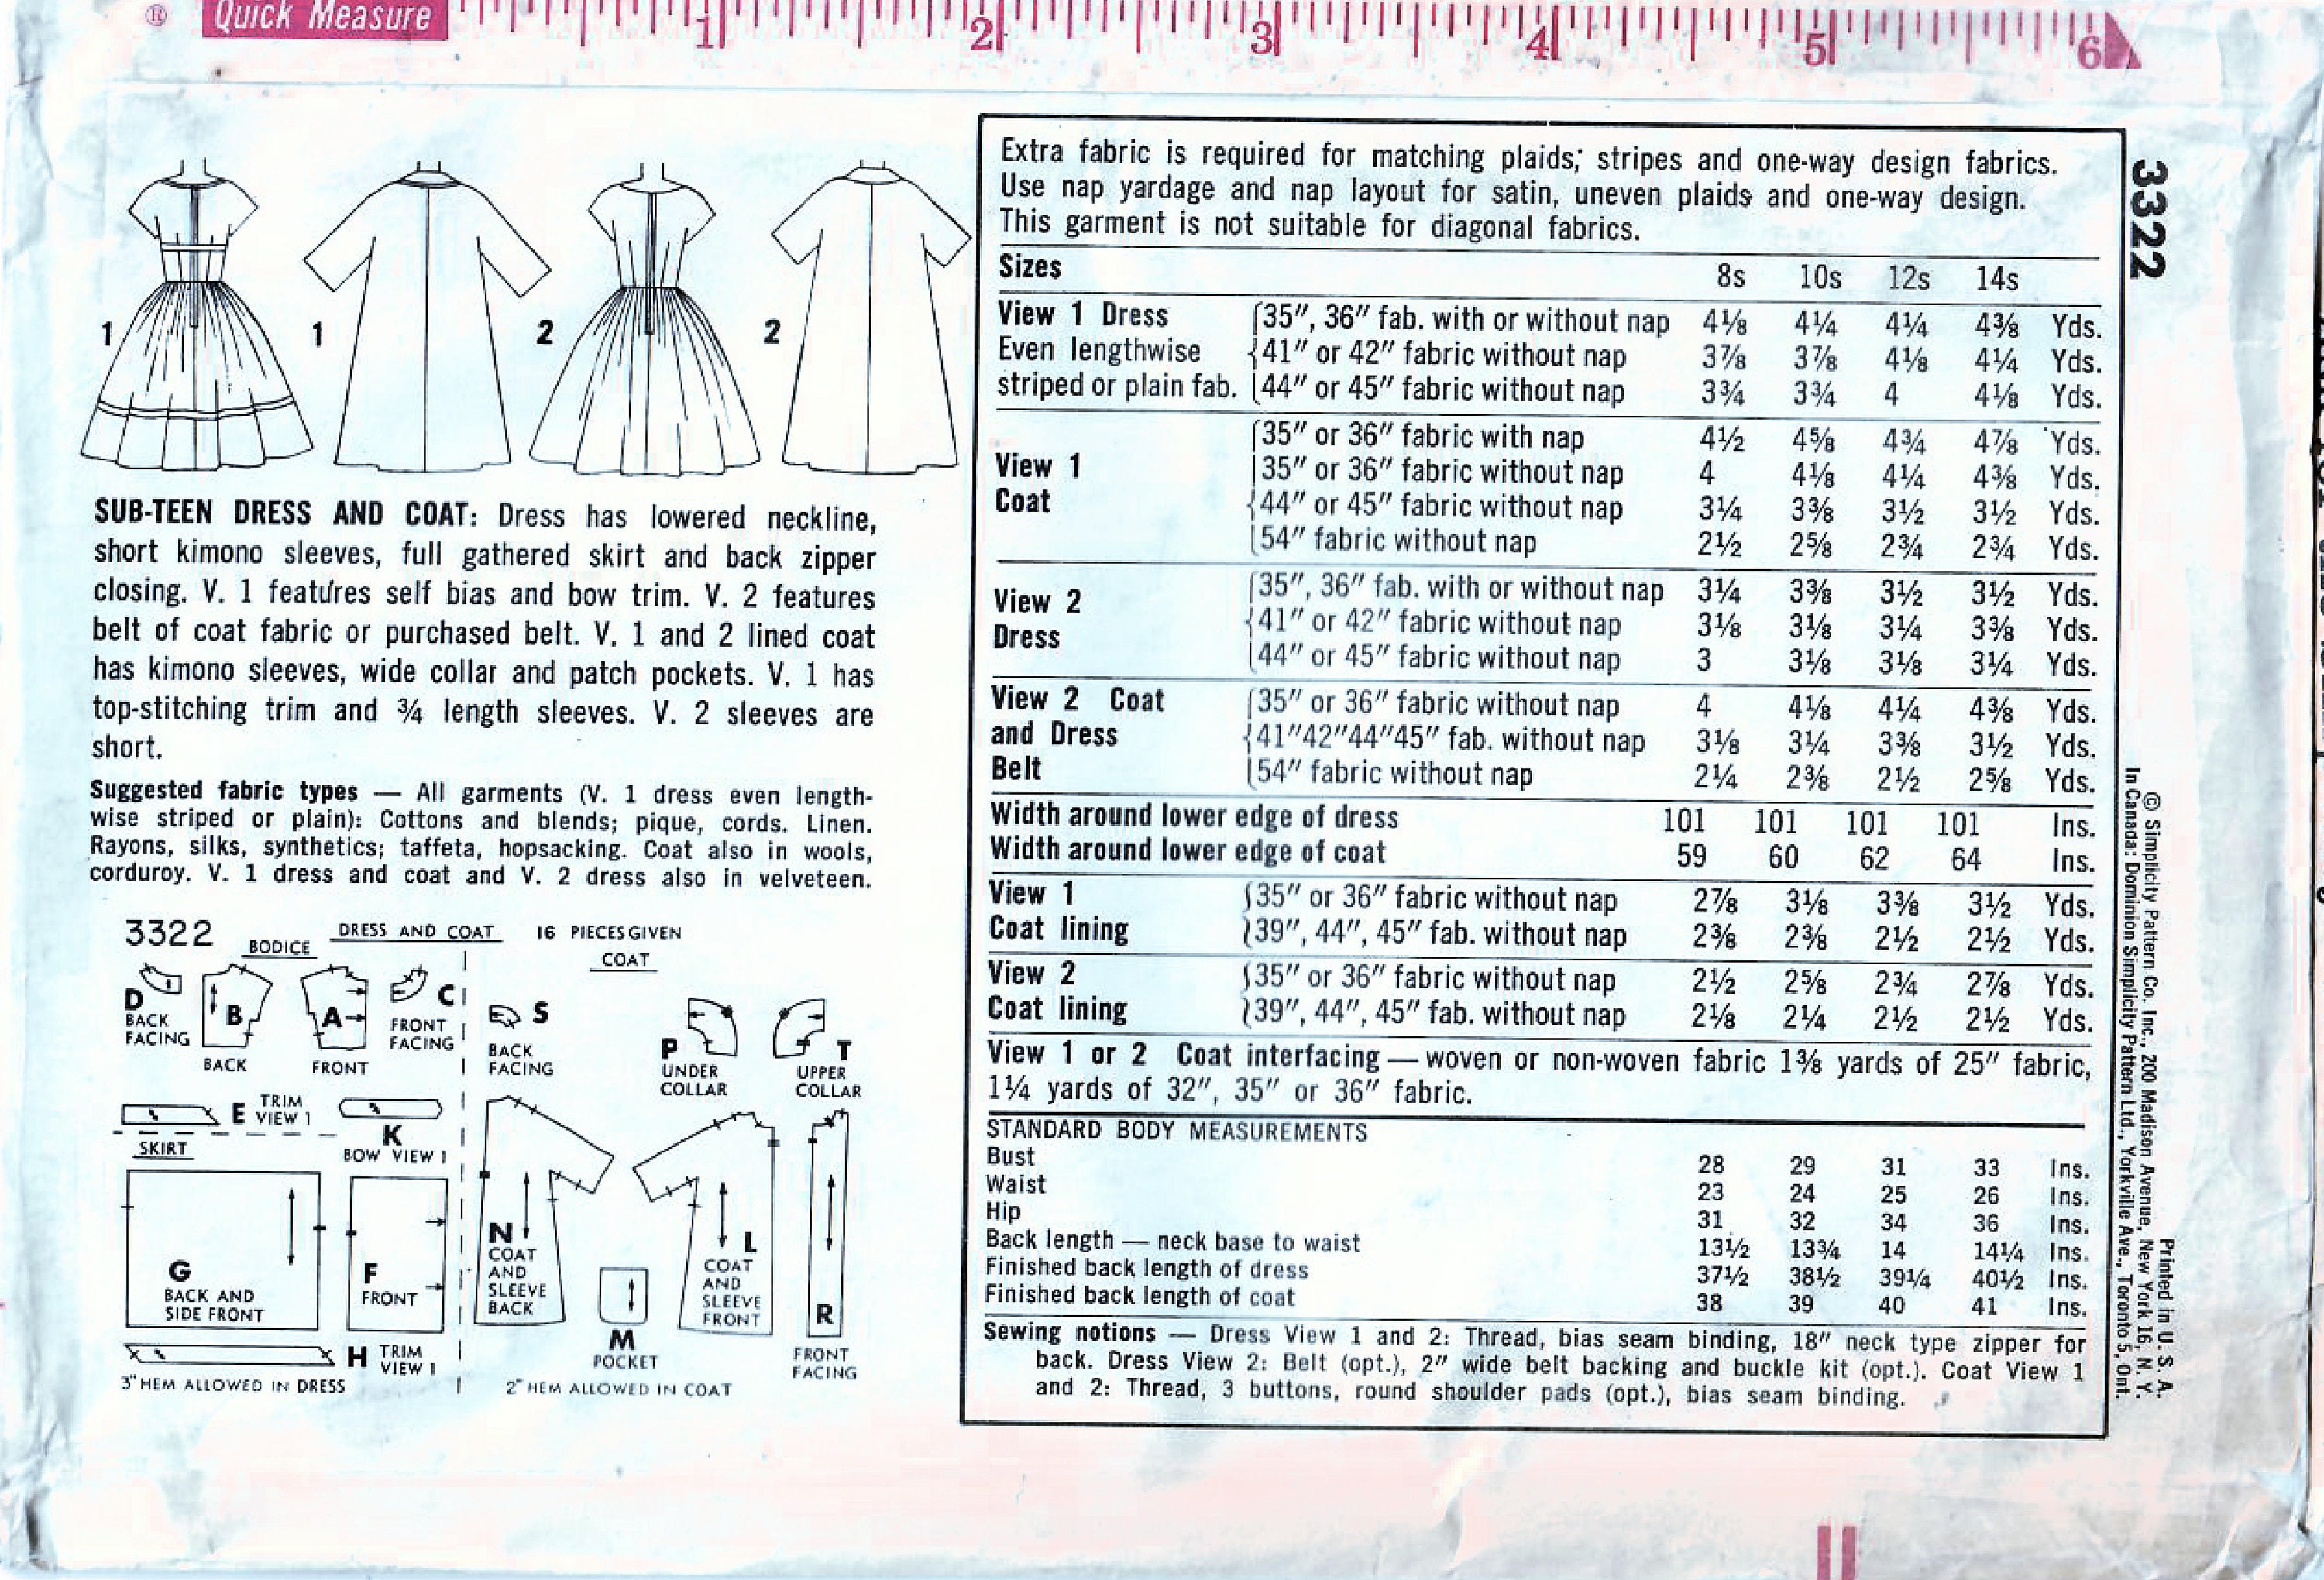 ® Quick Measure 1 2 3 4 5 6
1 1 2 2
SUB-TEEN DRESS AND COAT: Dress has lowered neckline,
short kimono sleeves, full gathered skirt and back zipper
closing. V. 1 features self bias and bow trim. V. 2 features
belt of coat fabric or purchased belt. V. 1 and 2 lined coat
has kimono sleeves, wide collar and patch pockets. V. 1 has
top-stitching trim and ¾ length sleeves. V. 2 sleeves are
short.
Suggested fabric types — All garments (V. 1 dress even length-
wise striped or plain): Cottons and blends; pique, cords. Linen.
Rayons, silks, synthetics; taffeta, hopsacking. Coat also in wools,
corduroy. V. 1 dress and coat and V. 2 dress also in velveteen.
3322 DRESS AND COAT 16 PIECES GIVEN
BODICE
COAT
D
BACK
FACING
B
BACK
A
FRONT
C
FRONT
FACING
S
BACK
FACING
P
UNDER
COLLAR
T
UPPER
COLLAR
E TRIM
VIEW 1
K
BOW VIEW 1
SKIRT
G
BACK AND
SIDE FRONT
F
FRONT
N
COAT
AND
SLEEVE
BACK
M
POCKET
L
COAT
AND
SLEEVE
FRONT
R
FRONT
FACING
H TRIM
VIEW 1
3" HEM ALLOWED IN DRESS
2" HEM ALLOWED IN COAT
Extra fabric is required for matching plaids; stripes and one-way design fabrics.
Use nap yardage and nap layout for satin, uneven plaids and one-way design.
This garment is not suitable for diagonal fabrics.
Sizes 8s 10s 12s 14s
View 1 Dress 35", 36" fab. with or without nap 4⅛ 4¼ 4¼ 4⅜ Yds.
Even lengthwise 41" or 42" fabric without nap 3⅞ 3⅞ 4⅛ 4¼ Yds.
striped or plain fab. 44" or 45" fabric without nap 3¾ 3¾ 4 4⅛ Yds.
35" or 36" fabric with nap 4½ 4⅝ 4¾ 4⅞ Yds.
View 1 35" or 36" fabric without nap 4 4⅛ 4¼ 4⅜ Yds.
Coat 44" or 45" fabric without nap 3¼ 3⅜ 3½ 3½ Yds.
54" fabric without nap 2½ 2⅝ 2¾ 2¾ Yds.
View 2 35", 36" fab. with or without nap 3¼ 3⅜ 3½ 3½ Yds.
Dress 41" or 42" fabric without nap 3⅛ 3⅛ 3¼ 3⅜ Yds.
44" or 45" fabric without nap 3 3⅛ 3⅛ 3¼ Yds.
View 2 Coat 35" or 36" fabric without nap 4 4⅛ 4¼ 4⅜ Yds.
and Dress 41"42"44"45" fab. without nap 3⅛ 3¼ 3⅜ 3½ Yds.
Belt 54" fabric without nap 2¼ 2⅜ 2½ 2⅝ Yds.
Width around lower edge of dress 101 101 101 101 Ins.
Width around lower edge of coat 59 60 62 64 Ins.
View 1 35" or 36" fabric without nap 2⅞ 3⅛ 3⅜ 3½ Yds.
Coat lining 39", 44", 45" fab. without nap 2⅜ 2⅜ 2½ 2½ Yds.
View 2 35" or 36" fabric without nap 2½ 2⅝ 2¾ 2⅞ Yds.
Coat lining 39", 44", 45" fab. without nap 2⅛ 2¼ 2½ 2½ Yds.
View 1 or 2 Coat interfacing — woven or non-woven fabric 1⅜ yards of 25" fabric,
1¼ yards of 32", 35" or 36" fabric.
STANDARD BODY MEASUREMENTS
Bust 28 29 31 33 Ins.
Waist 23 24 25 26 Ins.
Hip 31 32 34 36 Ins.
Back length — neck base to waist 13½ 13¾ 14 14¼ Ins.
Finished back length of dress 37½ 38½ 39¼ 40½ Ins.
Finished back length of coat 38 39 40 41 Ins.
Sewing notions — Dress View 1 and 2: Thread, bias seam binding, 18" neck type zipper for
back. Dress View 2: Belt (opt.), 2" wide belt backing and buckle kit (opt.). Coat View 1
and 2: Thread, 3 buttons, round shoulder pads (opt.), bias seam binding.
3322
© Simplicity Pattern Co. Inc., 200 Madison Avenue, New York 16, N. Y.
In Canada: Dominion Simplicity Pattern Ltd., Yorkville Ave., Toronto 5, Ont.
Printed in U. S. A.